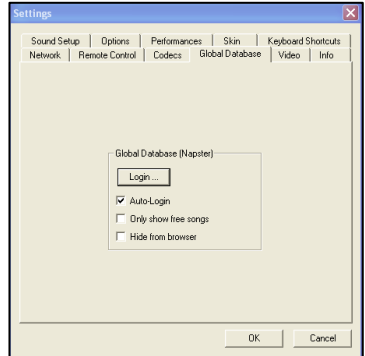 Settings
Sound Setup Options Performances Skin Keyboard Shortcuts
Network Remote Control Codecs Global Database Video Info
Global Database (Napster)
Login ...
Auto-Login
Only show free songs
Hide from browser
OK Cancel